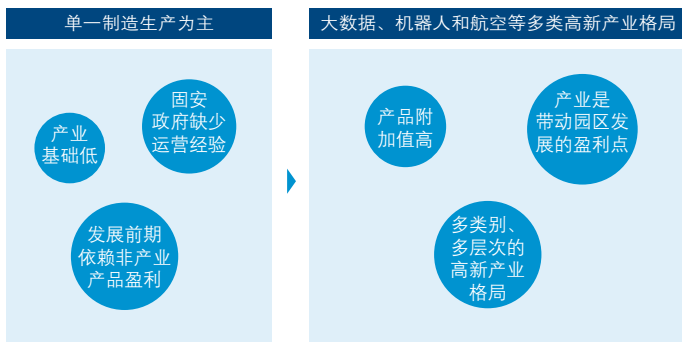 单一制造生产为主
大数据、机器人和航空等多类高新产业格局
产业
基础低
固安
政府缺少
运营经验
发展前期
依赖非产业
产品盈利
产品附
加值高
产业是
带动园区发
展的盈利点
多类别、
多层次的
高新产业
格局